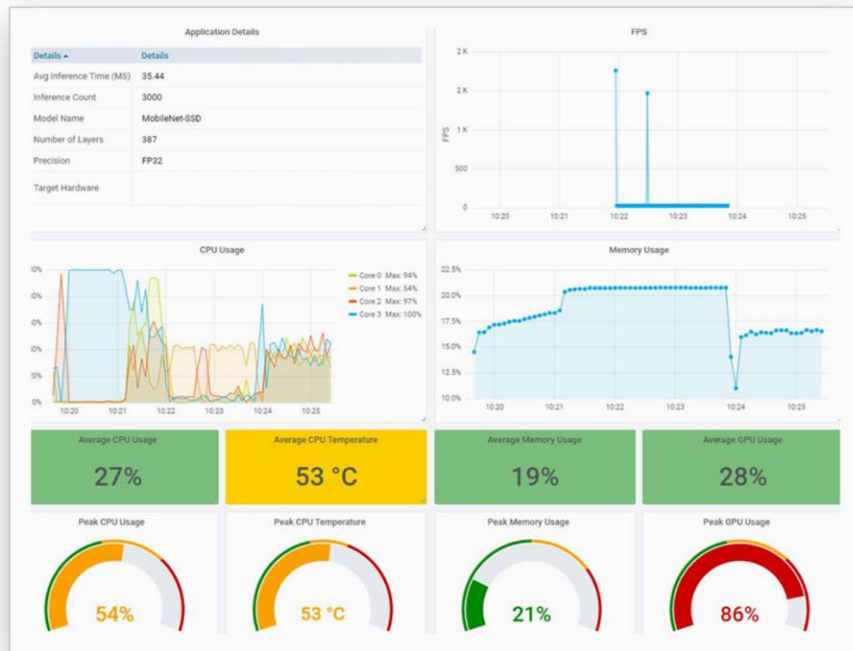 Application Details
Details Details
Avg Inference Time (MS) 35.44
Inference Count 3000
Model Name MobileNet-SSD
Number of Layers 387
Precision FP32
Target Hardware
FPS
2 K
2 K
1 K
500
0
FPS
10:20 10:21 10:22 10:23 10:24 10:25
CPU Usage
80%
60%
40%
20%
0%
10:20 10:21 10:22 10:23 10:24 10:25
Core 0 Max: 94%
Core 1 Max: 54%
Core 2 Max: 97%
Core 3 Max: 100%
Memory Usage
22.5%
20.0%
17.5%
15.0%
12.5%
10.0%
10:20 10:21 10:22 10:23 10:24 10:25
Average CPU Usage
27%
Average CPU Temperature
53 °C
Average Memory Usage
19%
Average GPU Usage
28%
Peak CPU Usage
54%
Peak CPU Temperature
53 °C
Peak Memory Usage
21%
Peak GPU Usage
86%